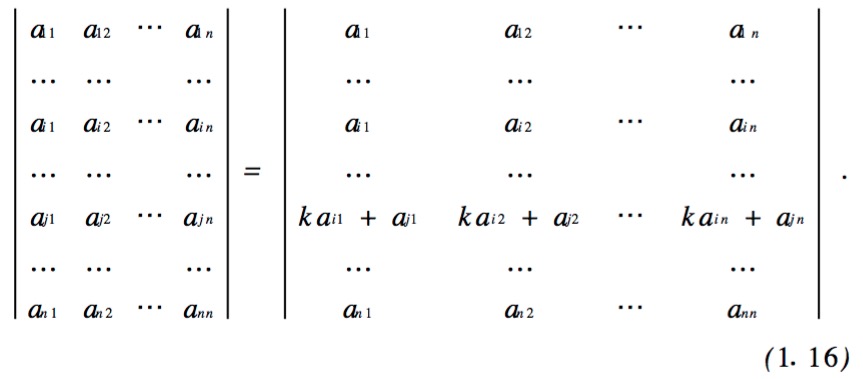 a11 a12 ⋯ a1n a11 a12 ⋯ a1n
⋯ ⋯ ⋯ ⋯ ⋯ ⋯
ai1 ai2 ⋯ ain ai1 ai2 ⋯ ain
⋯ ⋯ ⋯ = ⋯ ⋯ ⋯ .
aj1 aj2 ⋯ ajn kai1 + aj1 kai2 + aj2 ⋯ kain + ajn
⋯ ⋯ ⋯ ⋯ ⋯ ⋯
an1 an2 ⋯ ann an1 an2 ⋯ ann
(1. 16)